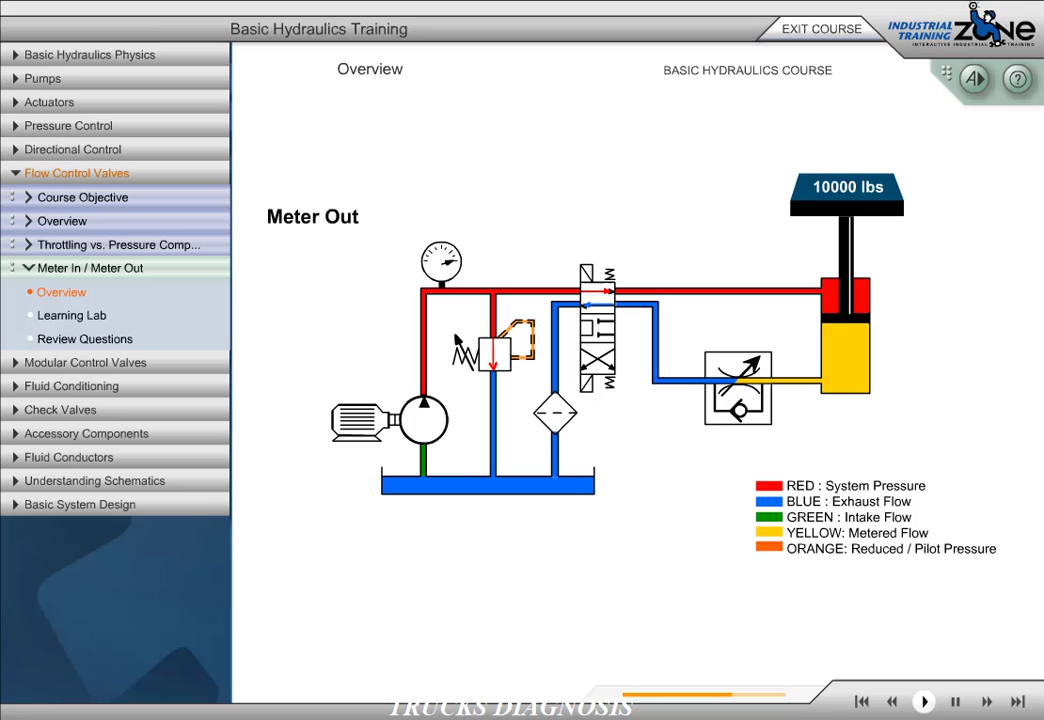 Basic Hydraulics Training
EXIT COURSE
INDUSTRIAL
TRAINING
ZONE
INTERACTIVE INDUSTRIAL TRAINING
Basic Hydraulics Physics
Pumps
Actuators
Pressure Control
Directional Control
Flow Control Valves
Course Objective
Overview
Throttling vs. Pressure Comp...
Meter In / Meter Out
Overview
Learning Lab
Review Questions
Modular Control Valves
Fluid Conditioning
Check Valves
Accessory Components
Fluid Conductors
Understanding Schematics
Basic System Design
Overview
BASIC HYDRAULICS COURSE
A
?
Meter Out
10000 lbs
RED : System Pressure
BLUE : Exhaust Flow
GREEN : Intake Flow
YELLOW: Metered Flow
ORANGE: Reduced / Pilot Pressure
TRUCKS DIAGNOSIS